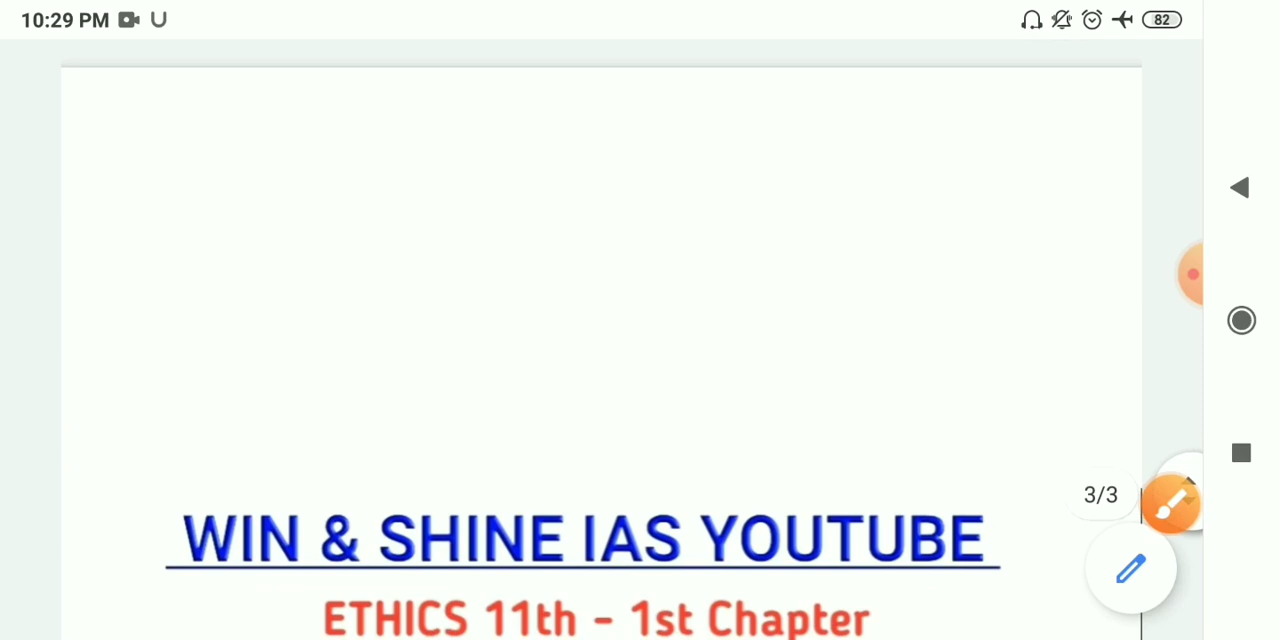 10:29 PM U 82
3/3
WIN & SHINE IAS YOUTUBE
ETHICS 11th - 1st Chapter